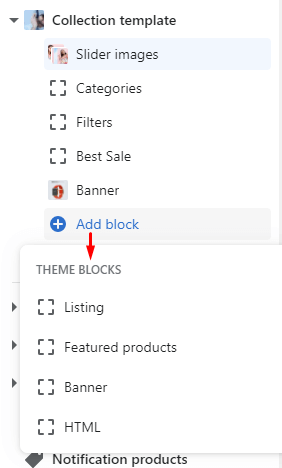 Collection template
Slider images
Categories
Filters
Best Sale
Banner
Add block
THEME BLOCKS
Listing
Featured products
Banner
HTML
Notification products